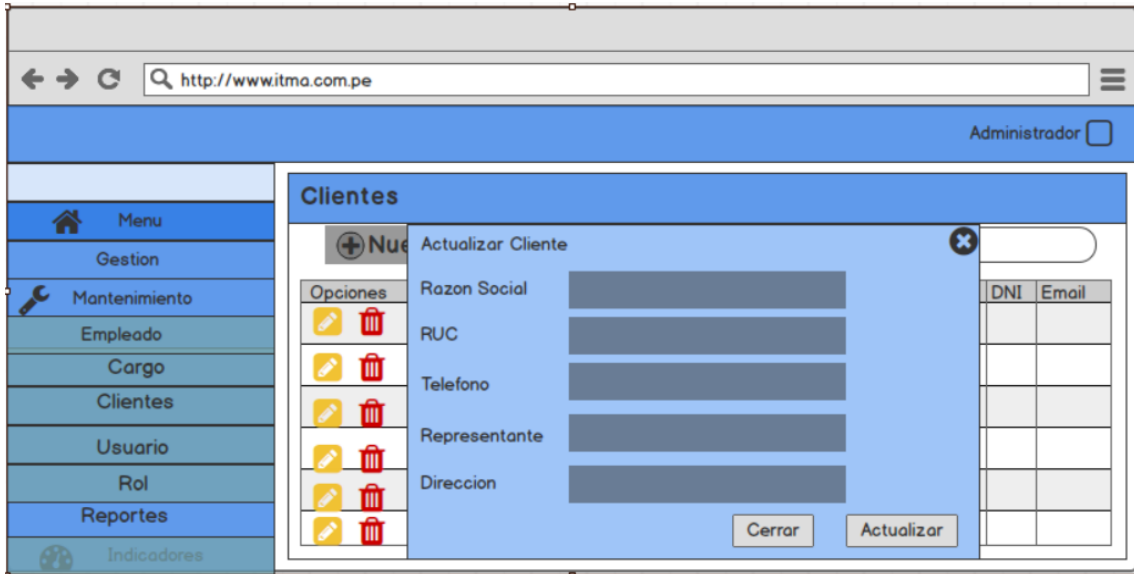 http://www.itma.com.pe
Administrador
Menu
Gestion
Mantenimiento
Empleado
Cargo
Clientes
Usuario
Rol
Reportes
Indicadores
Clientes
Nue
Opciones
DNI Email
Actualizar Cliente
Razon Social
RUC
Telefono
Representante
Direccion
Cerrar Actualizar